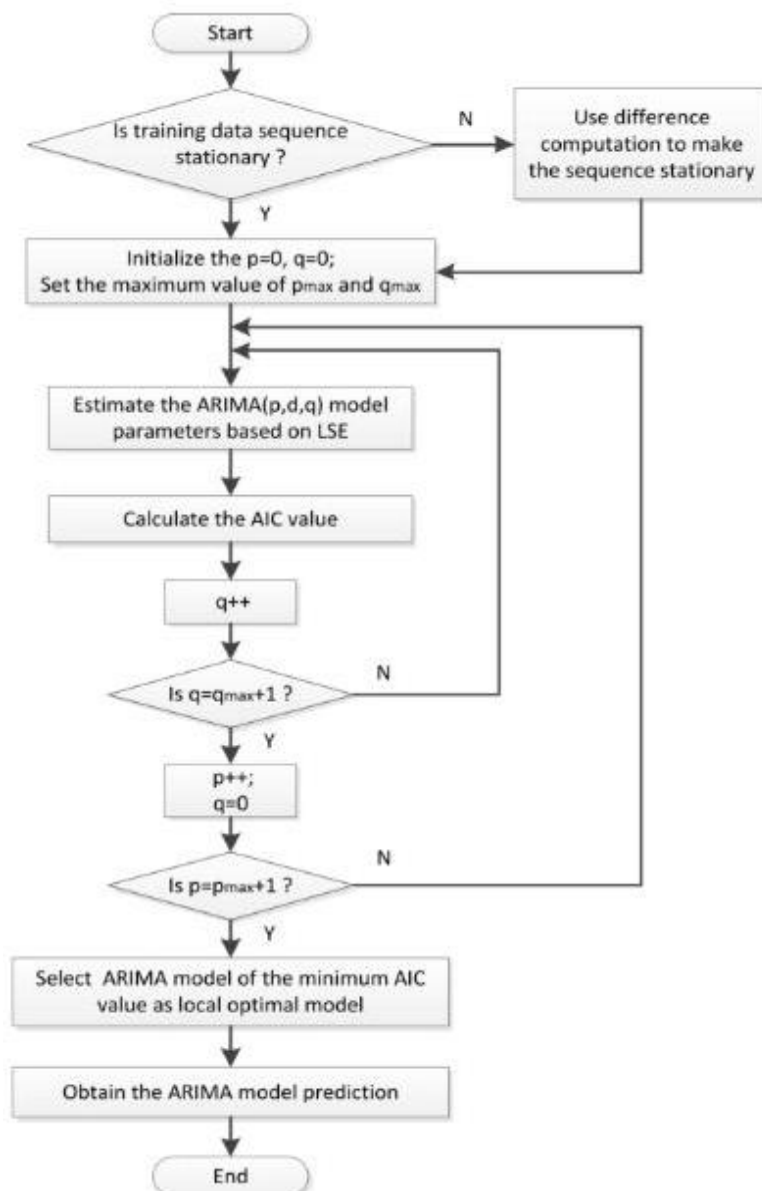 Start
Is training data sequence
stationary ?
N
Use difference
computation to make
the sequence stationary
Y
Initialize the p=0, q=0;
Set the maximum value of pmax and qmax
Estimate the ARIMA(p,d,q) model
parameters based on LSE
Calculate the AIC value
q++
Is q=qmax+1 ?
N
Y
p++;
q=0
Is p=pmax+1 ?
N
Y
Select ARIMA model of the minimum AIC
value as local optimal model
Obtain the ARIMA model prediction
End